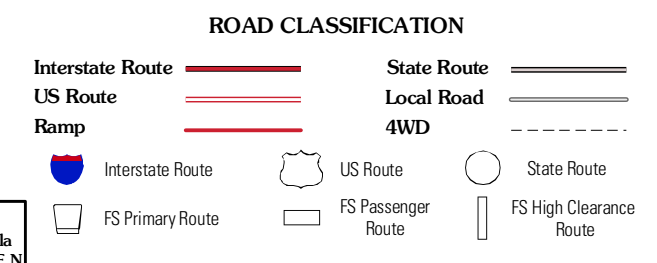 ROAD CLASSIFICATION
Interstate Route
State Route
US Route
Local Road
Ramp
4WD
Interstate Route
US Route
State Route
FS Primary Route
FS Passenger
Route
FS High Clearance
Route